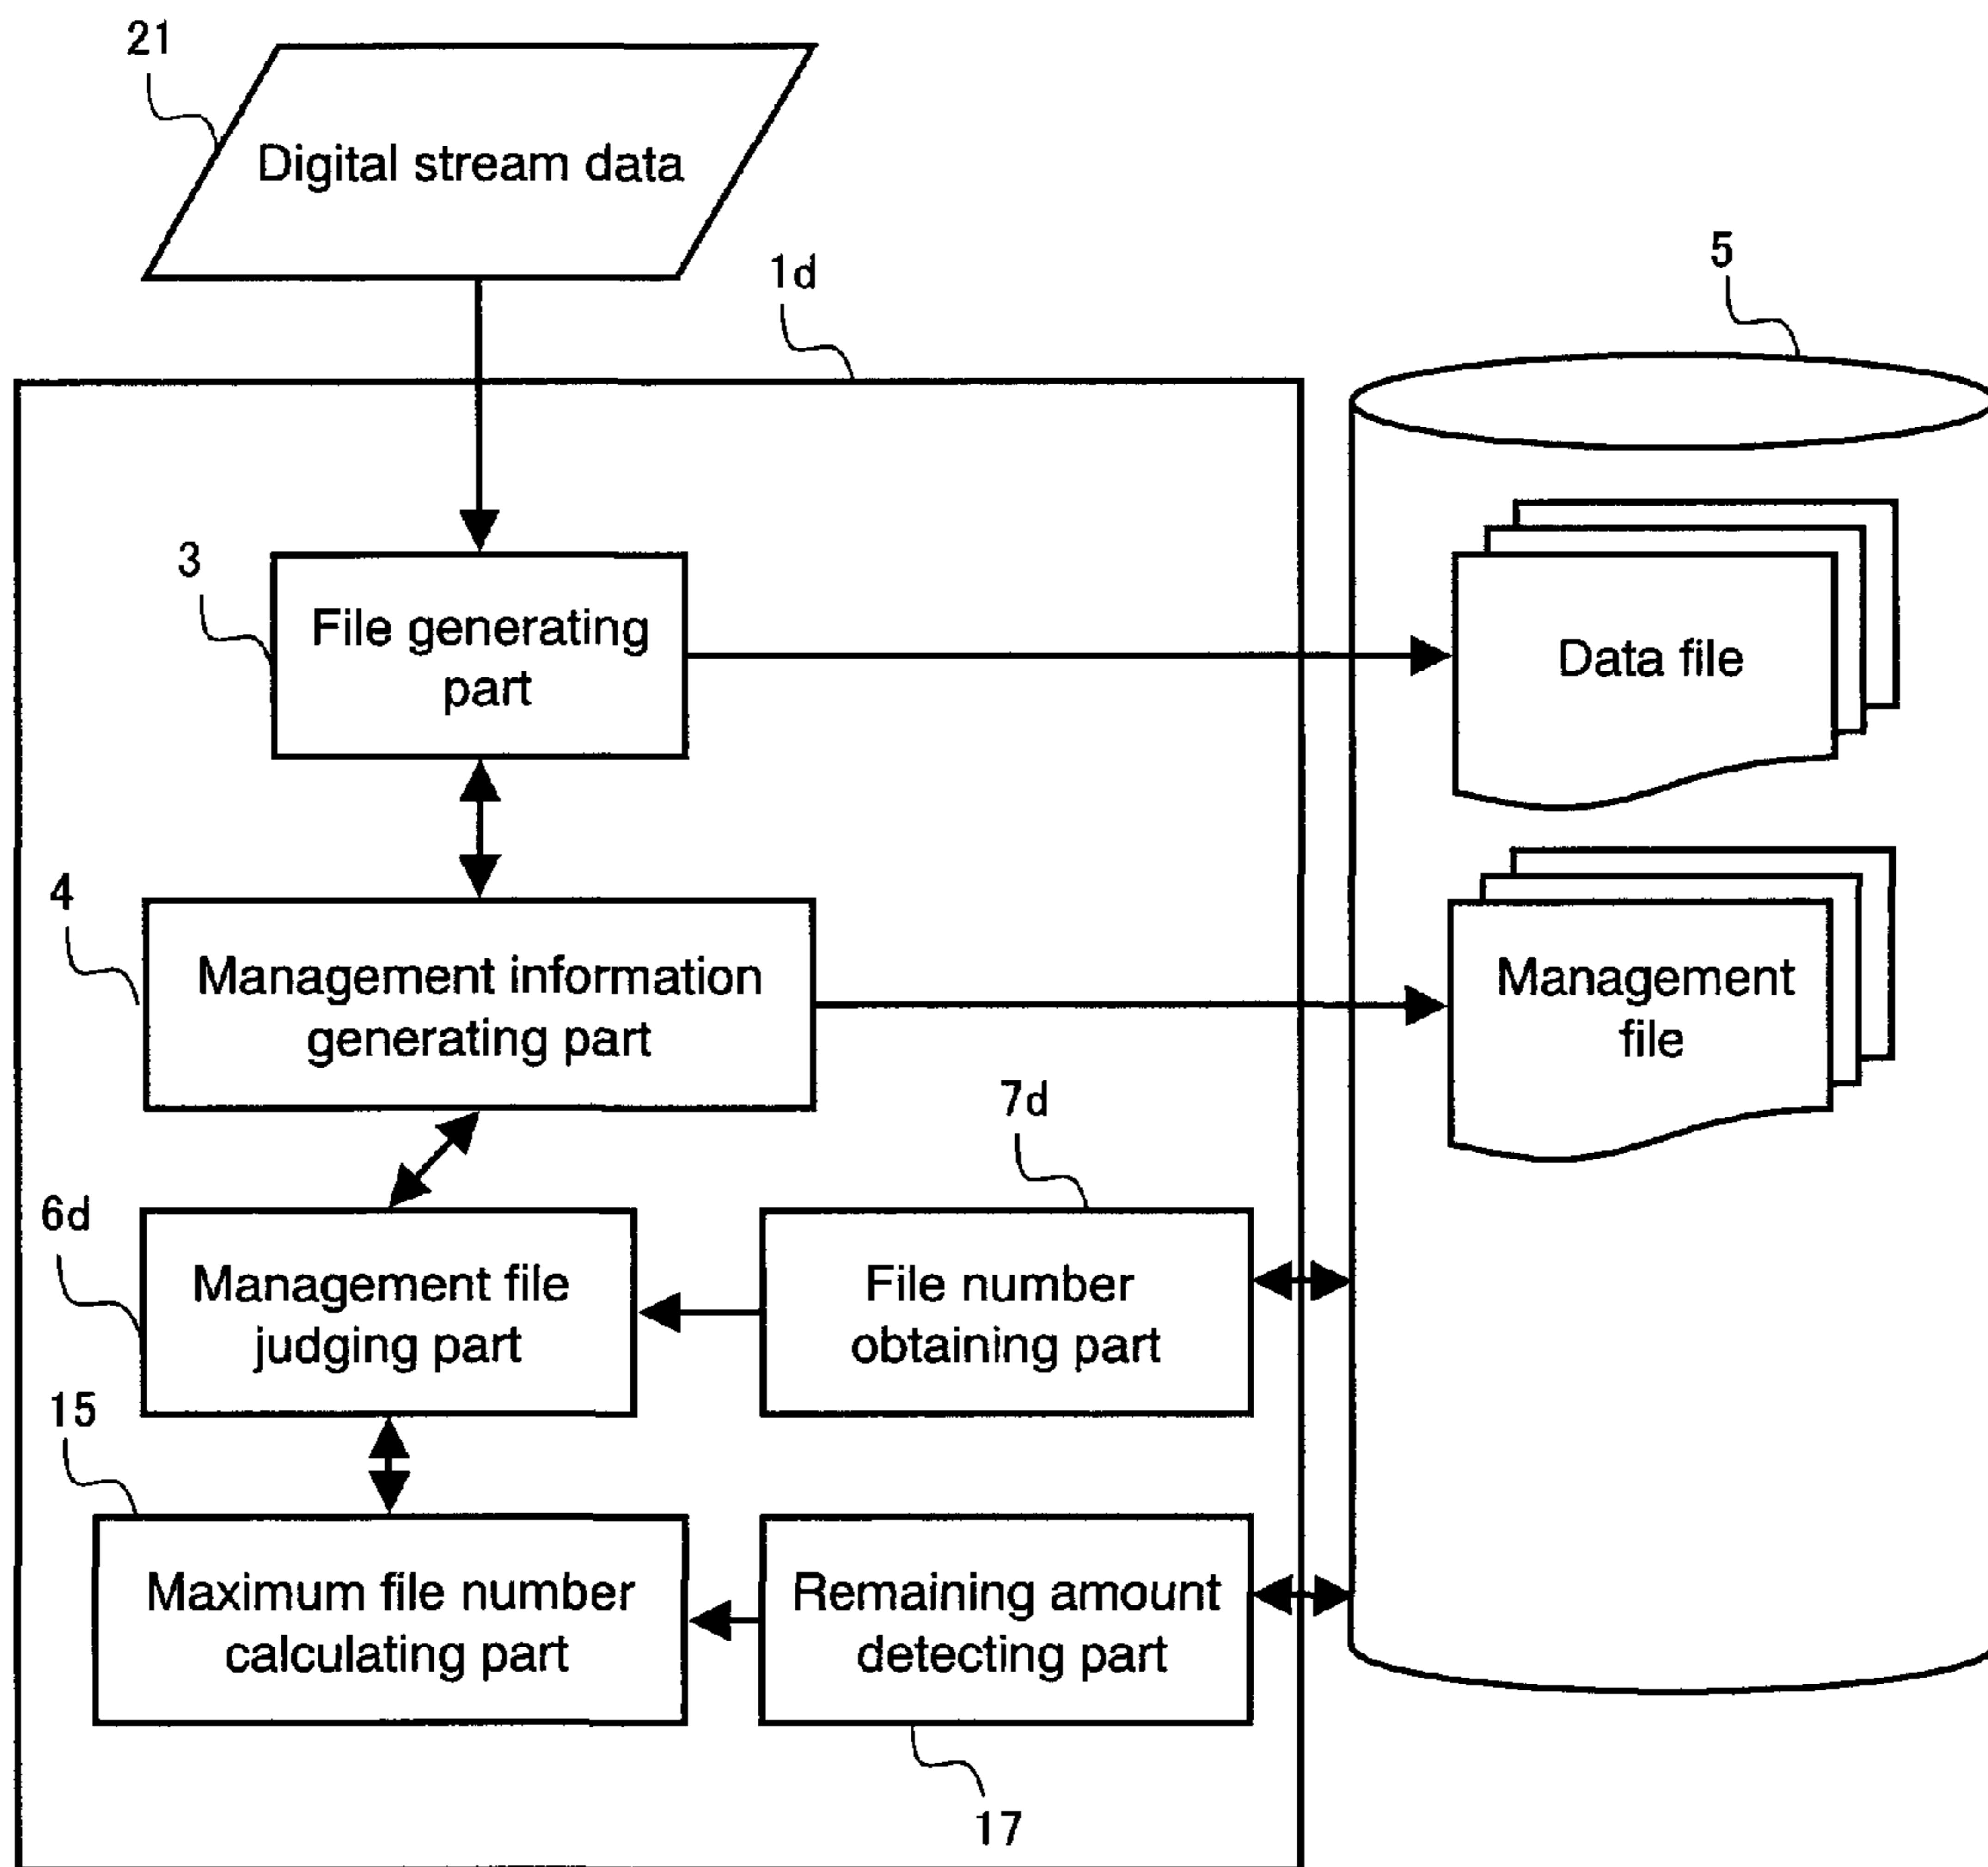 21
Digital stream data
1d
5
3
File generating
part
Data file
4
Management information
generating part
Management
file
7d
6d
Management file
judging part
File number
obtaining part
15
Maximum file number
calculating part
Remaining amount
detecting part
17